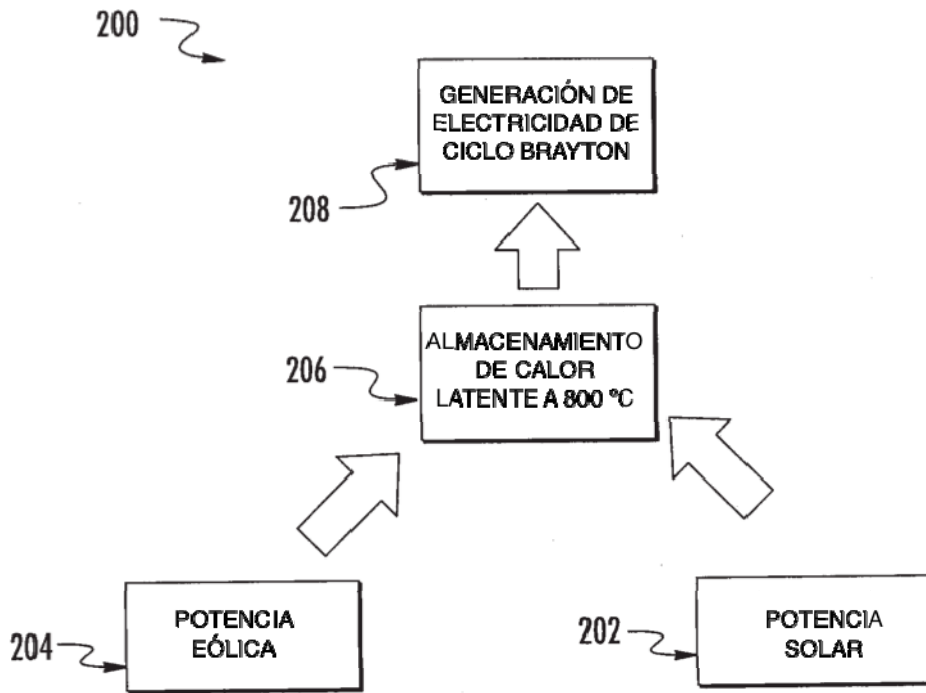 200
GENERACIÓN DE
ELECTRICIDAD DE
CICLO BRAYTON
208
ALMACENAMIENTO
DE CALOR
LATENTE A 800 °C
206
POTENCIA
EÓLICA
204
POTENCIA
SOLAR
202